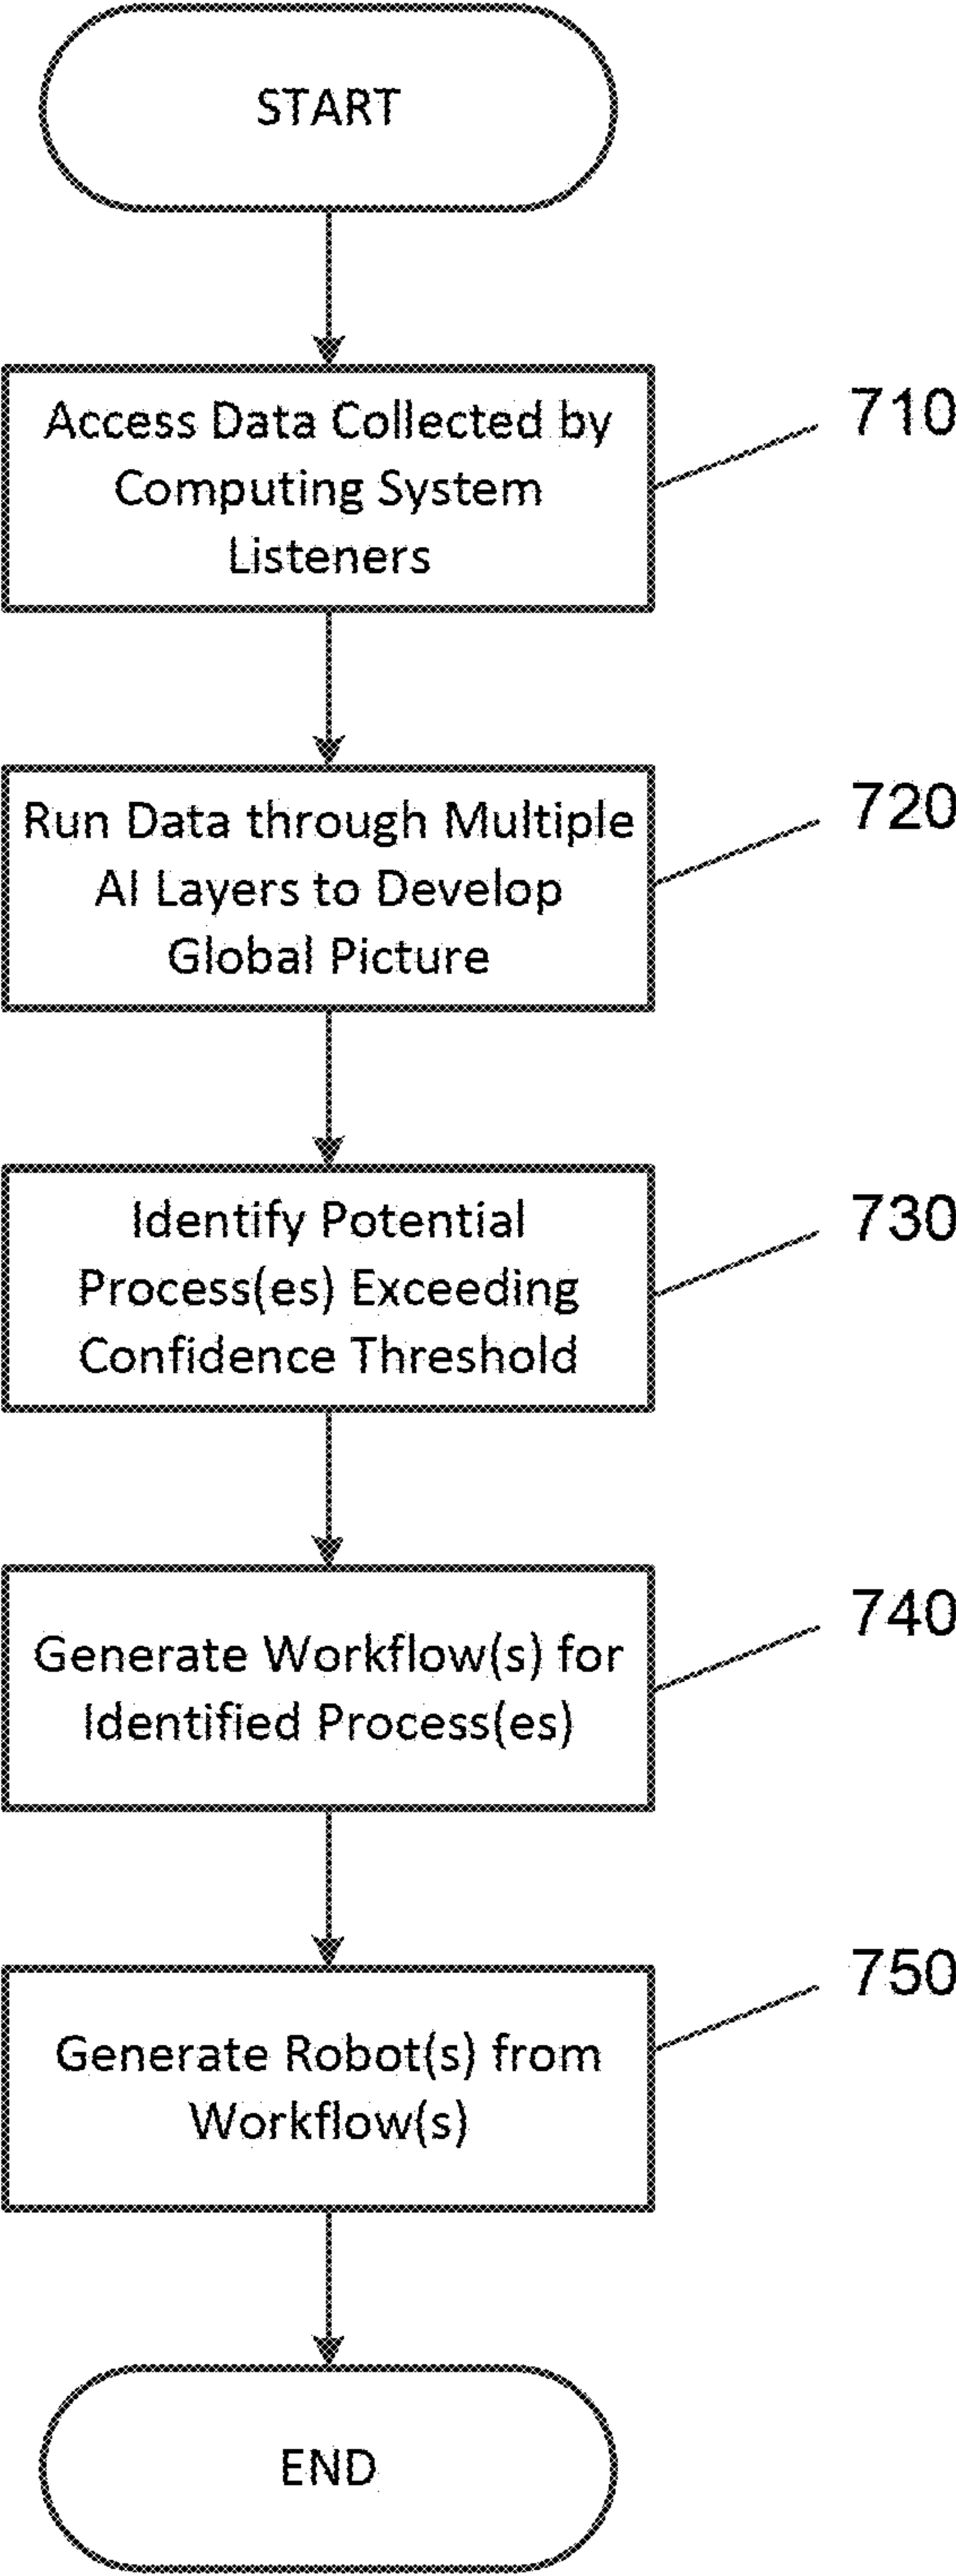 START
Access Data Collected by
Computing System
Listeners
710
Run Data through Multiple
AI Layers to Develop
Global Picture
720
Identify Potential
Process(es) Exceeding
Confidence Threshold
730
Generate Workflow(s) for
Identified Process(es)
740
Generate Robot(s) from
Workflow(s)
750
END